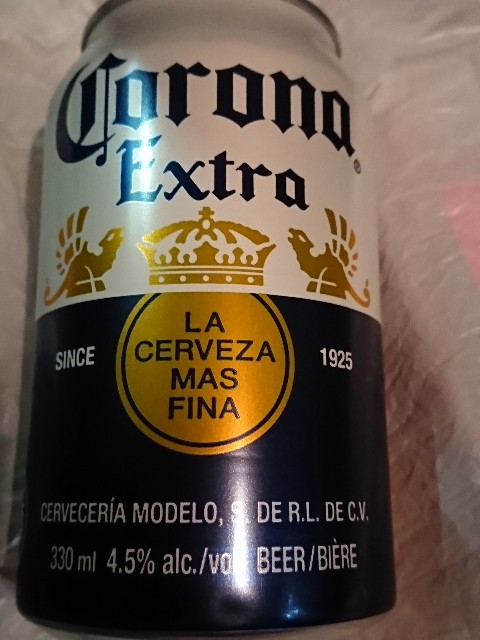 Corona®
Extra
LA
CERVEZA
MAS
FINA
SINCE 1925
CERVECERÍA MODELO, S. DE R.L. DE C.V.
330 ml 4.5% alc./vol BEER/BIÈRE